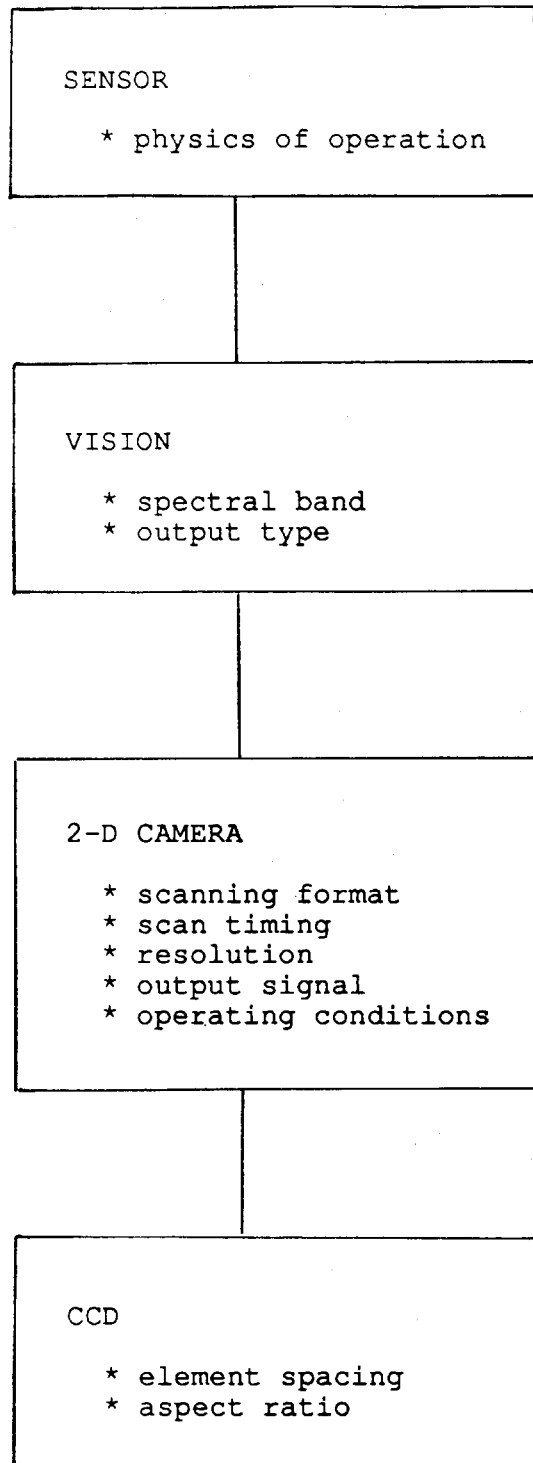 SENSOR
* physics of operation
VISION
* spectral band
* output type
2-D CAMERA
* scanning format
* scan timing
* resolution
* output signal
* operating conditions
CCD
* element spacing
* aspect ratio